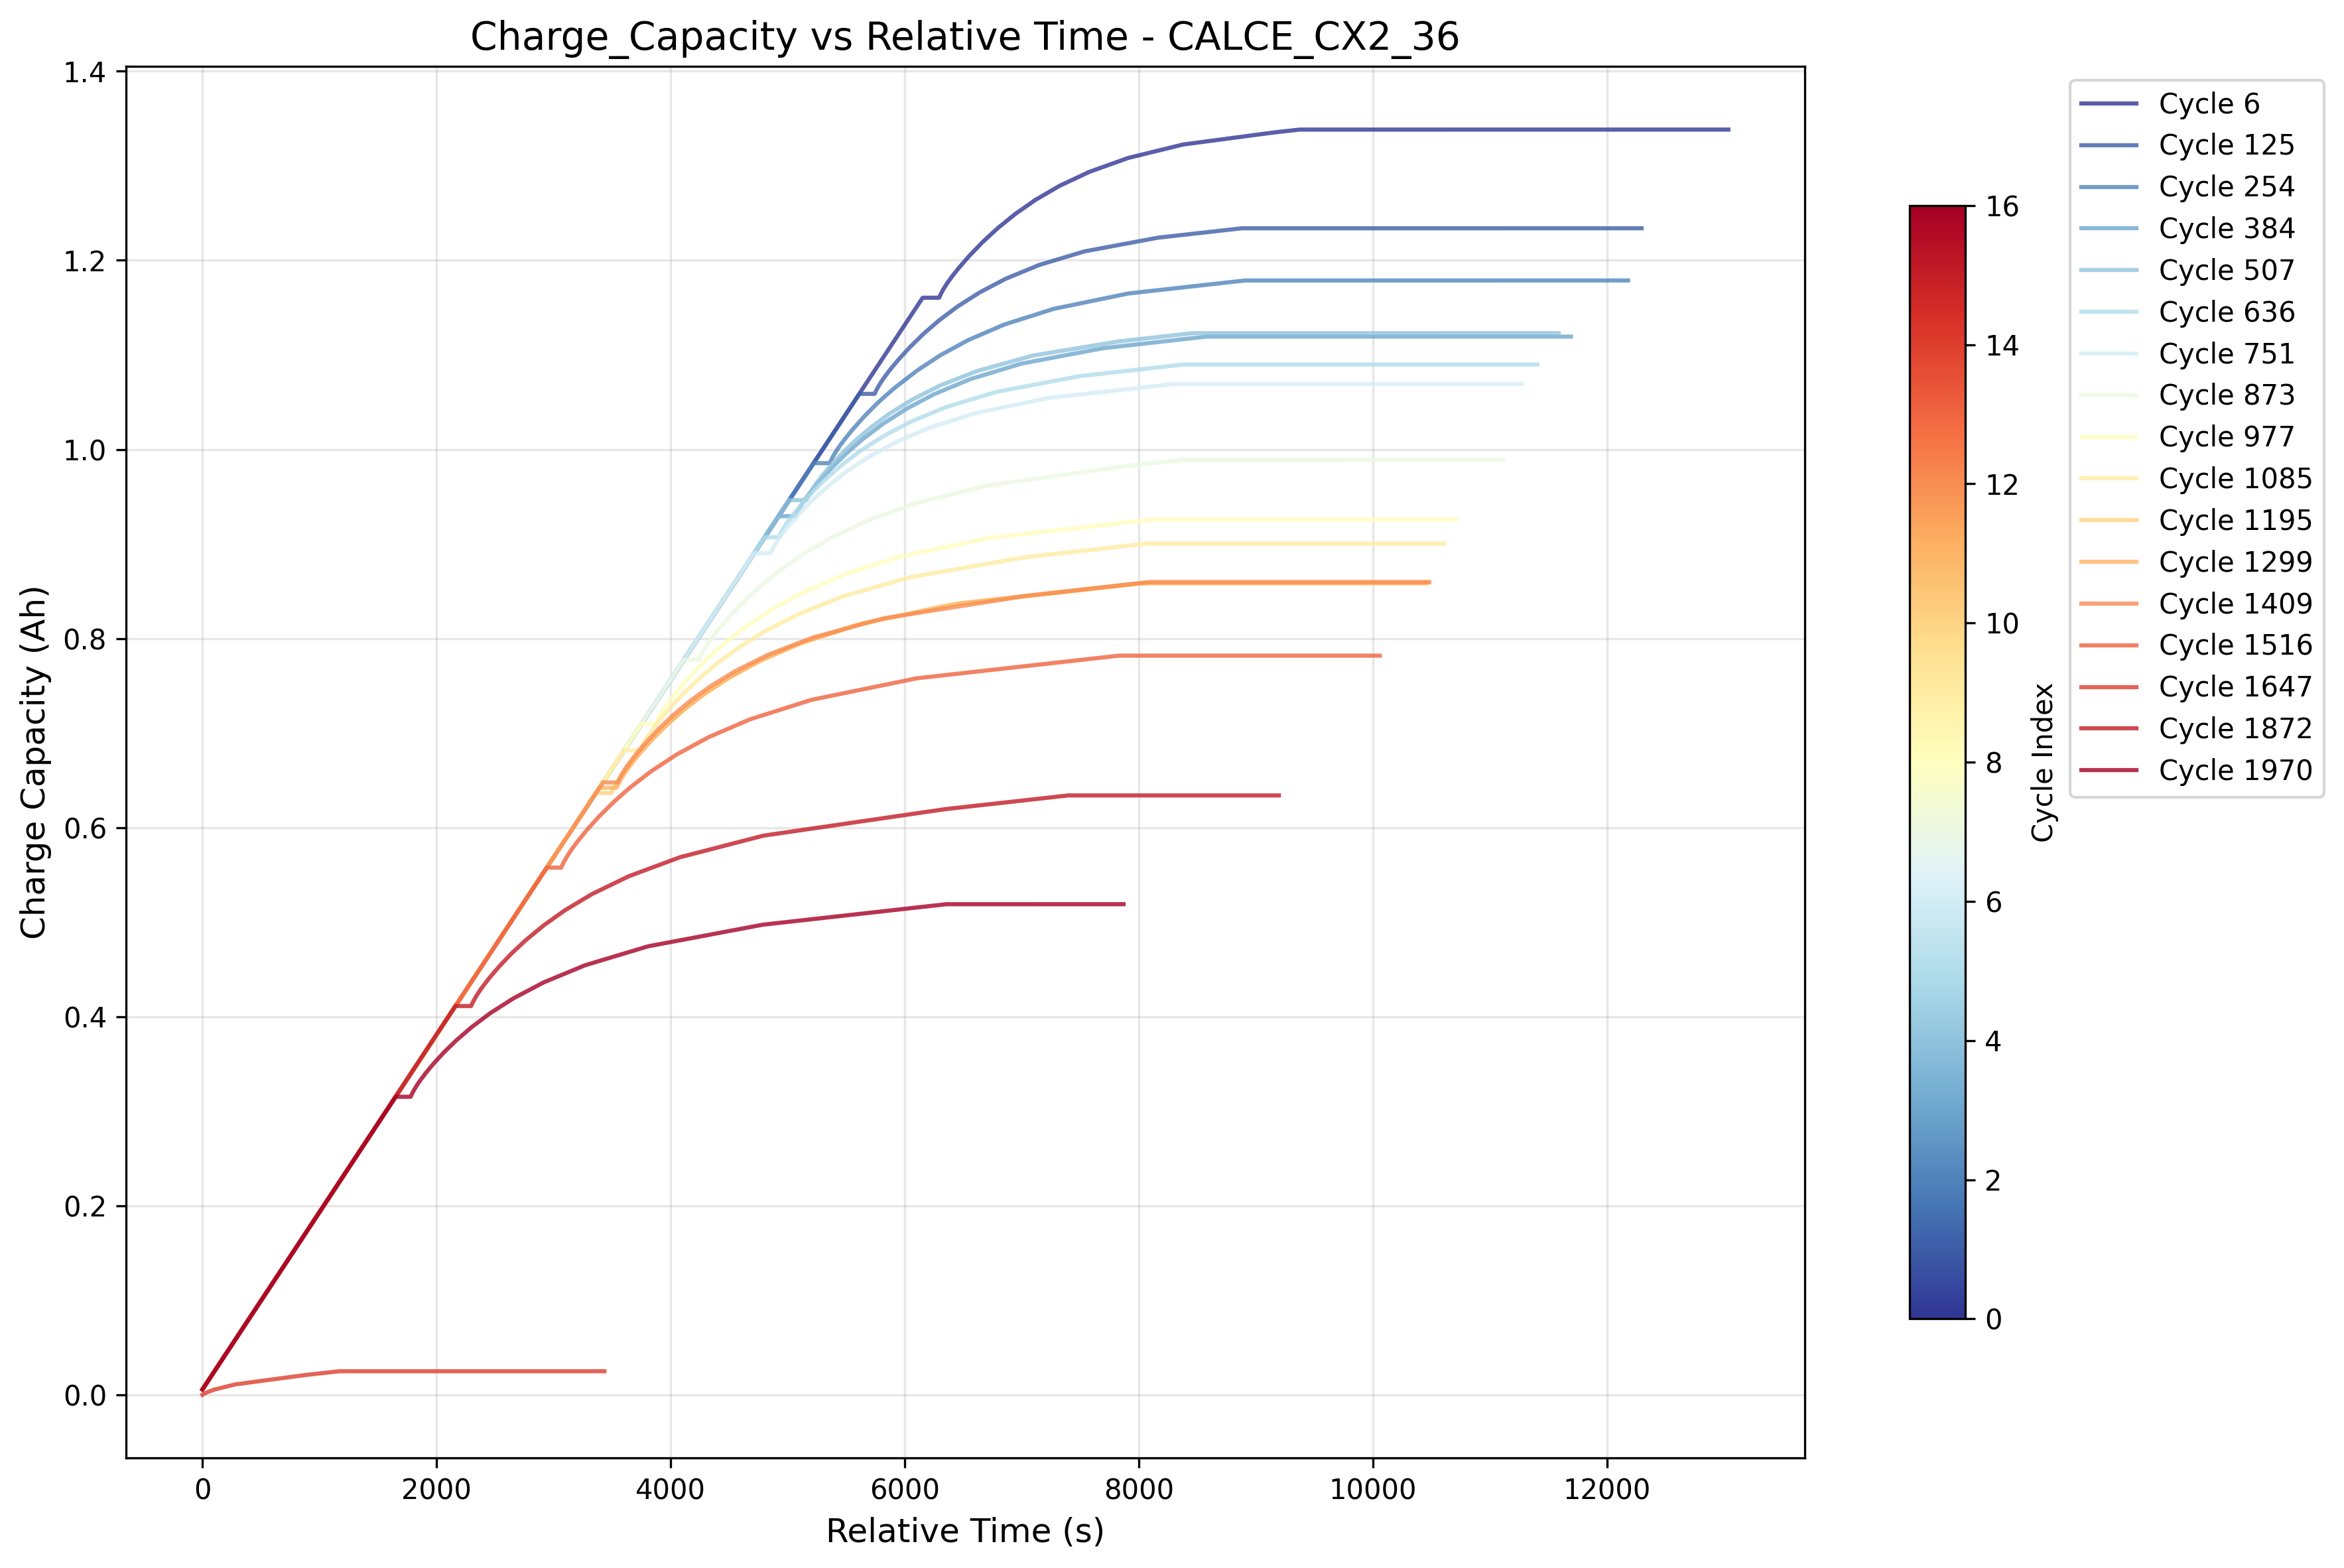 Charge_Capacity vs Relative Time - CALCE_CX2_36
Charge Capacity (Ah)
1.4
1.2
1.0
0.8
0.6
0.4
0.2
0.0
0
2000
4000
6000
8000
10000
12000
Relative Time (s)
16
14
12
10
8
6
4
2
0
Cycle Index
Cycle 6
Cycle 125
Cycle 254
Cycle 384
Cycle 507
Cycle 636
Cycle 751
Cycle 873
Cycle 977
Cycle 1085
Cycle 1195
Cycle 1299
Cycle 1409
Cycle 1516
Cycle 1647
Cycle 1872
Cycle 1970